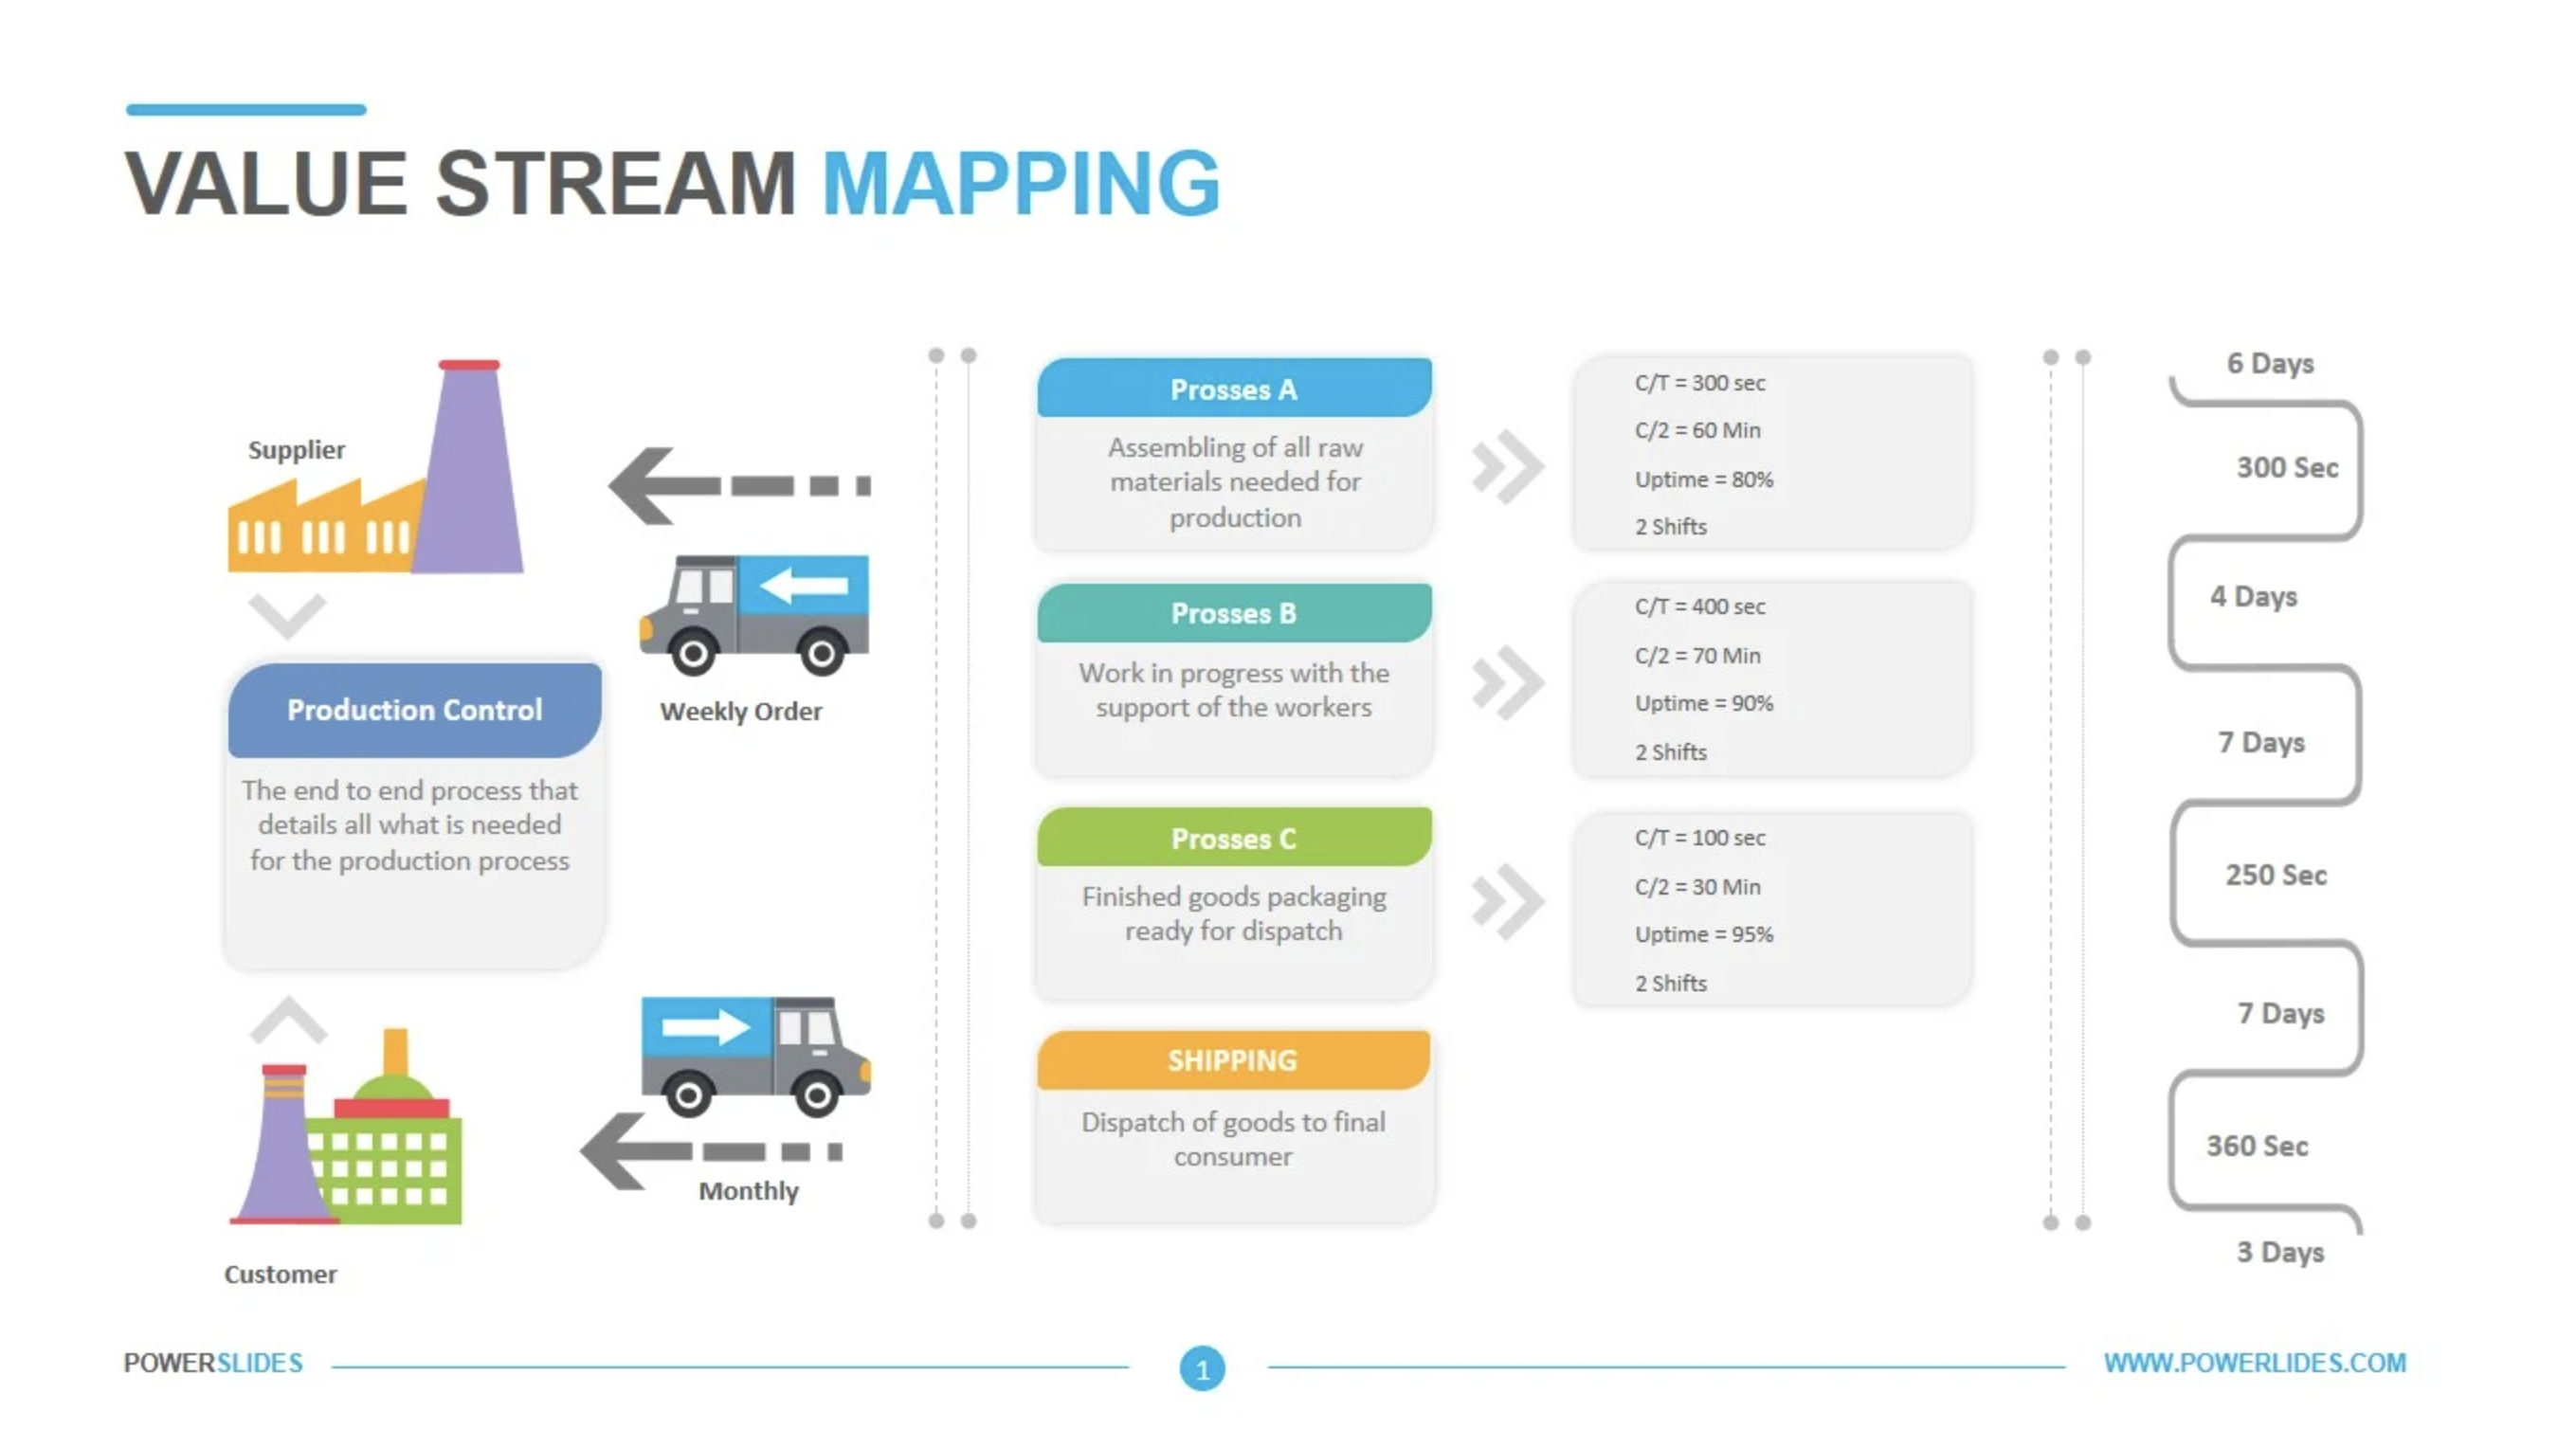 VALUE STREAM MAPPING
Supplier
Weekly Order
Production Control
The end to end process that
details all what is needed
for the production process
Monthly
Customer
Prosses A
Assembling of all raw
materials needed for
production
C/T = 300 sec
C/2 = 60 Min
Uptime = 80%
2 Shifts
Prosses B
Work in progress with the
support of the workers
C/T = 400 sec
C/2 = 70 Min
Uptime = 90%
2 Shifts
Prosses C
Finished goods packaging
ready for dispatch
C/T = 100 sec
C/2 = 30 Min
Uptime = 95%
2 Shifts
SHIPPING
Dispatch of goods to final
consumer
6 Days
300 Sec
4 Days
7 Days
250 Sec
7 Days
360 Sec
3 Days
POWERSLIDES
1
WWW.POWERLIDES.COM